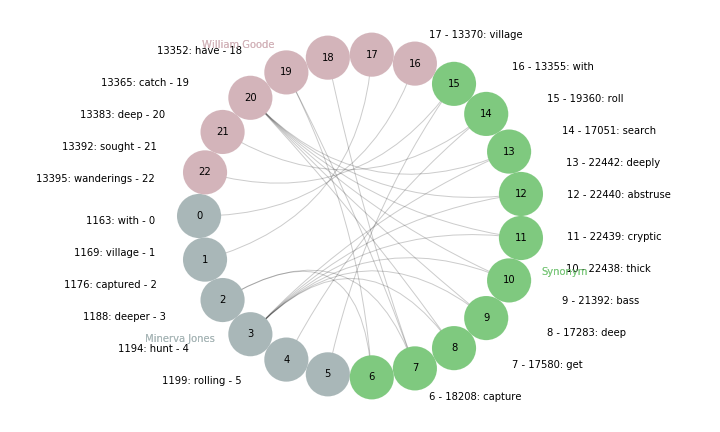 17 - 13370: village
William Goode
13352: have - 18
16 - 13355: with
13365: catch - 19
15 - 19360: roll
13383: deep - 20
14 - 17051: search
13392: sought - 21
13 - 22442: deeply
13395: wanderings - 22
12 - 22440: abstruse
1163: with - 0
11 - 22439: cryptic
1169: village - 1
10 - 22438: thick
Synonym
1176: captured - 2
9 - 21392: bass
1188: deeper - 3
8 - 17283: deep
Minerva Jones
1194: hunt - 4
7 - 17580: get
1199: rolling - 5
6 - 18208: capture
0
1
2
3
4
5
6
7
8
9
10
11
12
13
14
15
16
17
18
19
20
21
22